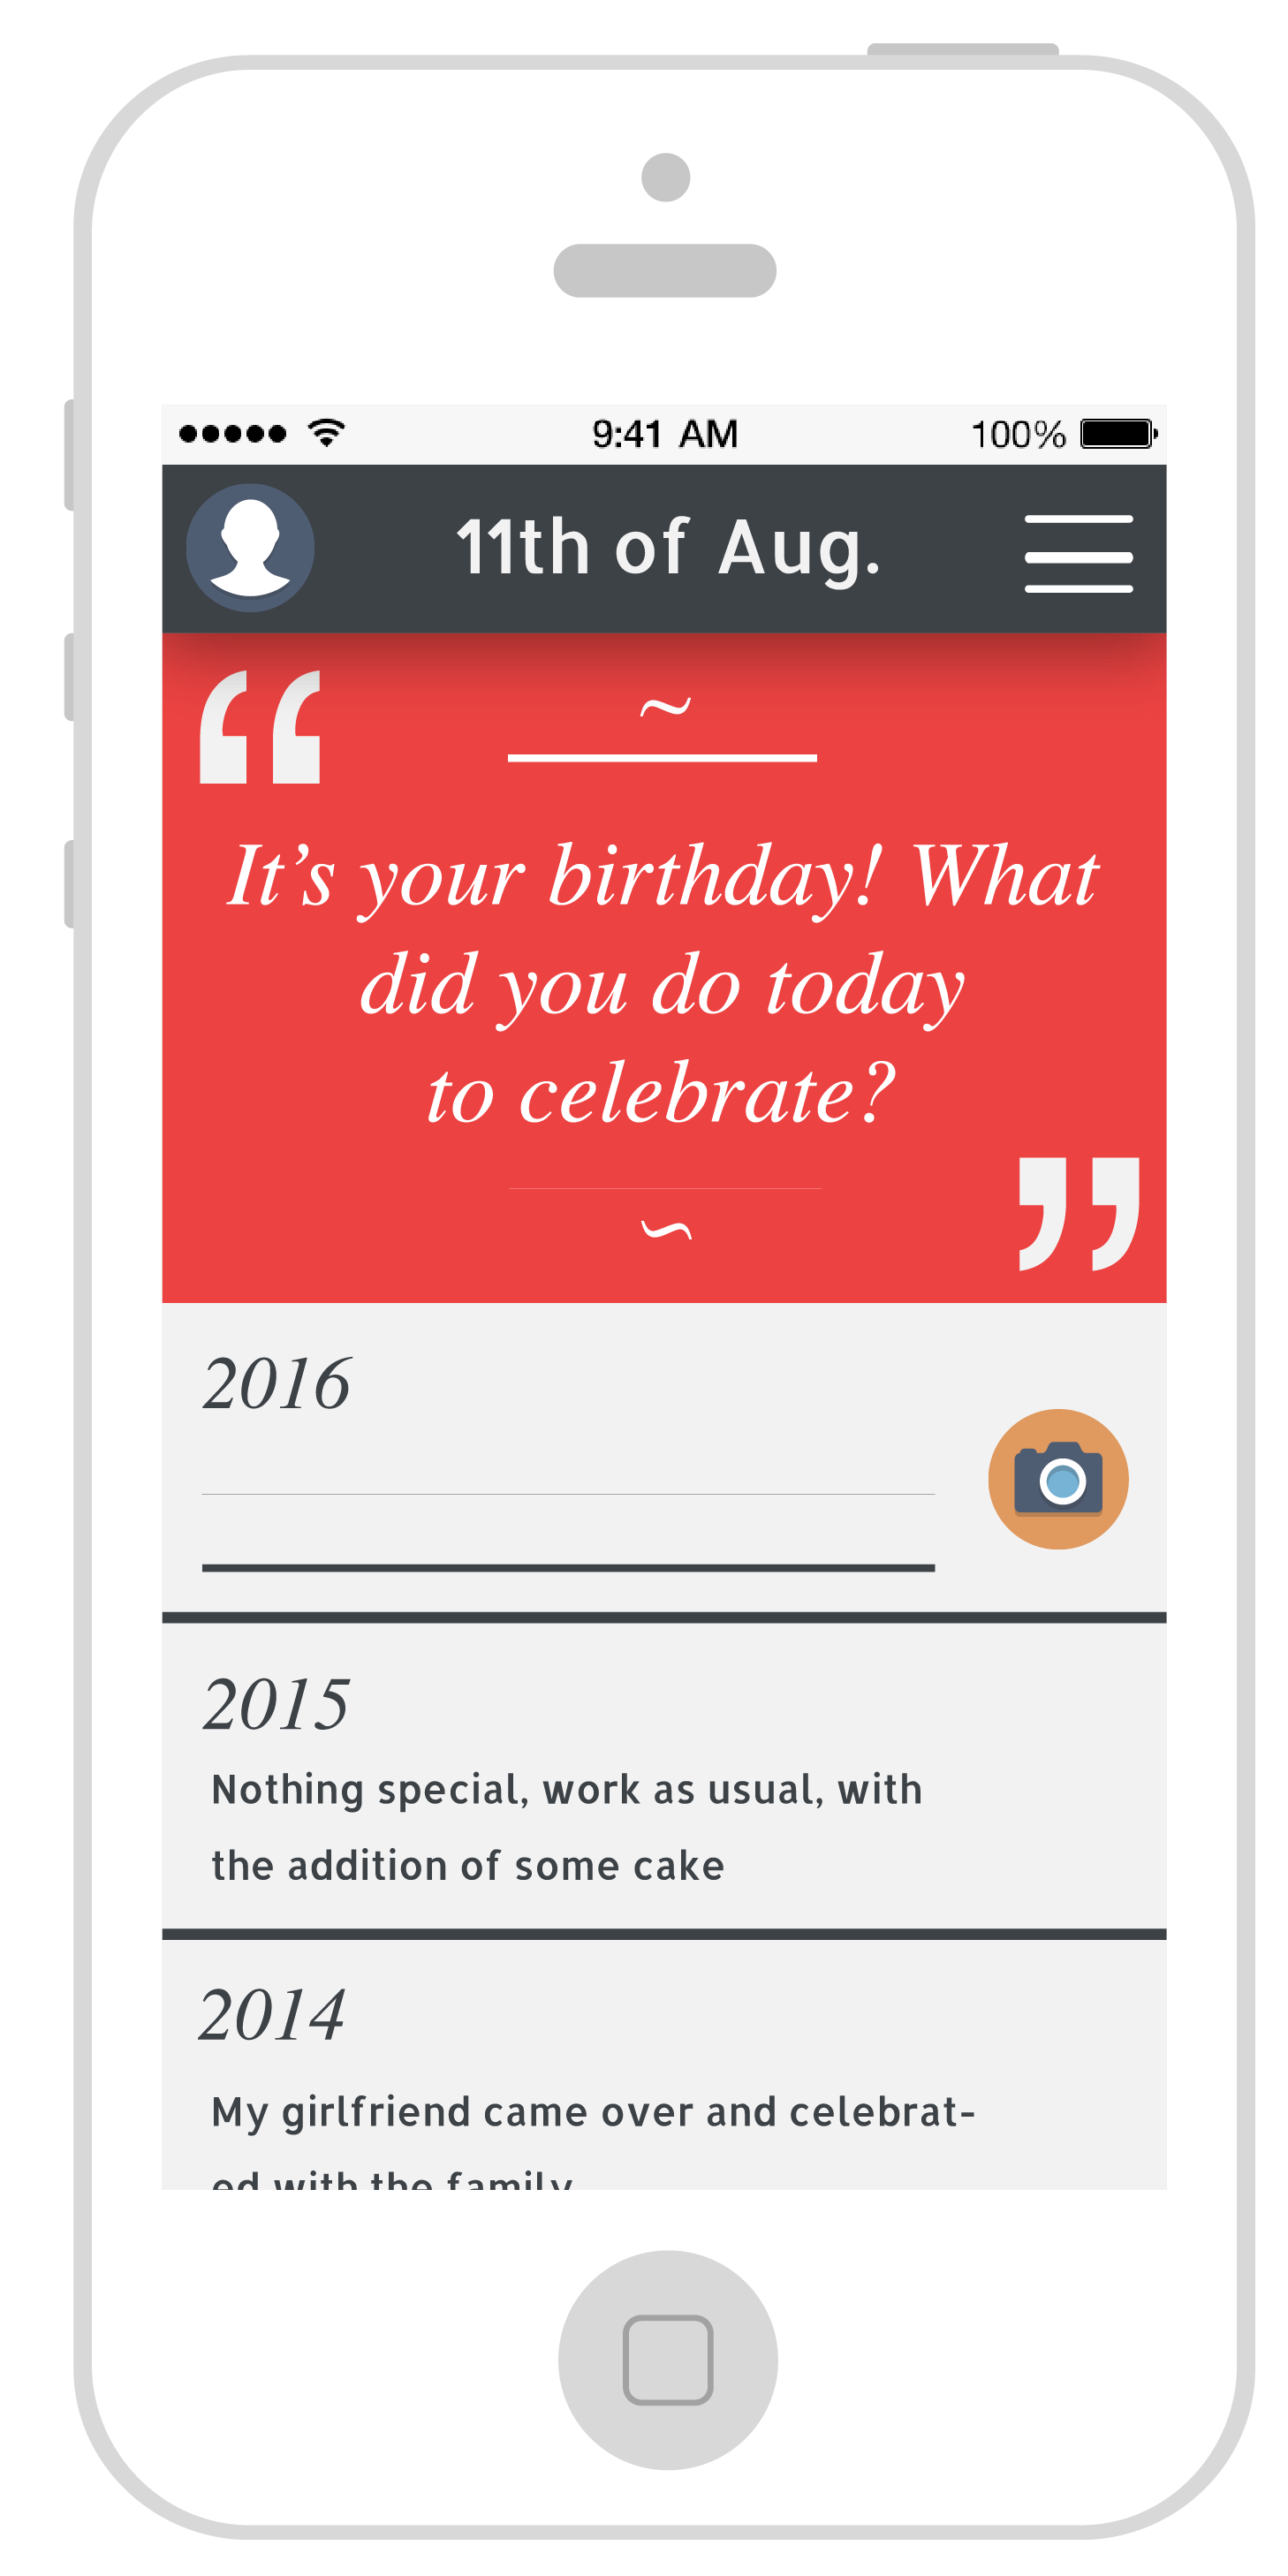 9:41 AM 100%
11th of Aug.
“
~
It’s your birthday! What
did you do today
to celebrate?
”
~
2016
2015
Nothing special, work as usual, with
the addition of some cake
2014
My girlfriend came over and celebrat-
ed with the family